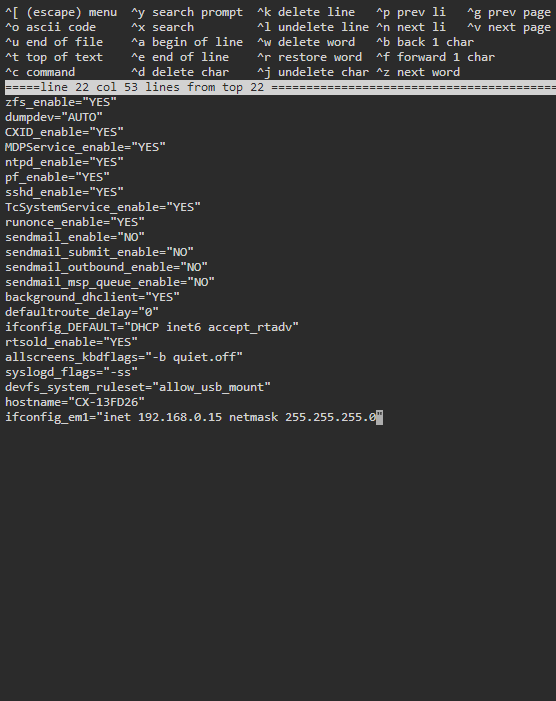 ^[ (escape) menu  ^y search prompt  ^k delete line   ^p prev li   ^g prev page
^o ascii code     ^x search         ^l undelete line ^n next li   ^v next page
^u end of file    ^a begin of line  ^w delete word   ^b back 1 char
^t top of text    ^e end of line    ^r restore word  ^f forward 1 char
^c command        ^d delete char    ^j undelete char ^z next word
=====line 22 col 53 lines from top 22 =========================================
zfs_enable="YES"
dumpdev="AUTO"
CXID_enable="YES"
MDPService_enable="YES"
ntpd_enable="YES"
pf_enable="YES"
sshd_enable="YES"
TcSystemService_enable="YES"
runonce_enable="YES"
sendmail_enable="NO"
sendmail_submit_enable="NO"
sendmail_outbound_enable="NO"
sendmail_msp_queue_enable="NO"
background_dhclient="YES"
defaultroute_delay="0"
ifconfig_DEFAULT="DHCP inet6 accept_rtadv"
rtsold_enable="YES"
allscreens_kbdflags="-b quiet.off"
syslogd_flags="-ss"
devfs_system_ruleset="allow_usb_mount"
hostname="CX-13FD26"
ifconfig_em1="inet 192.168.0.15 netmask 255.255.255.0"